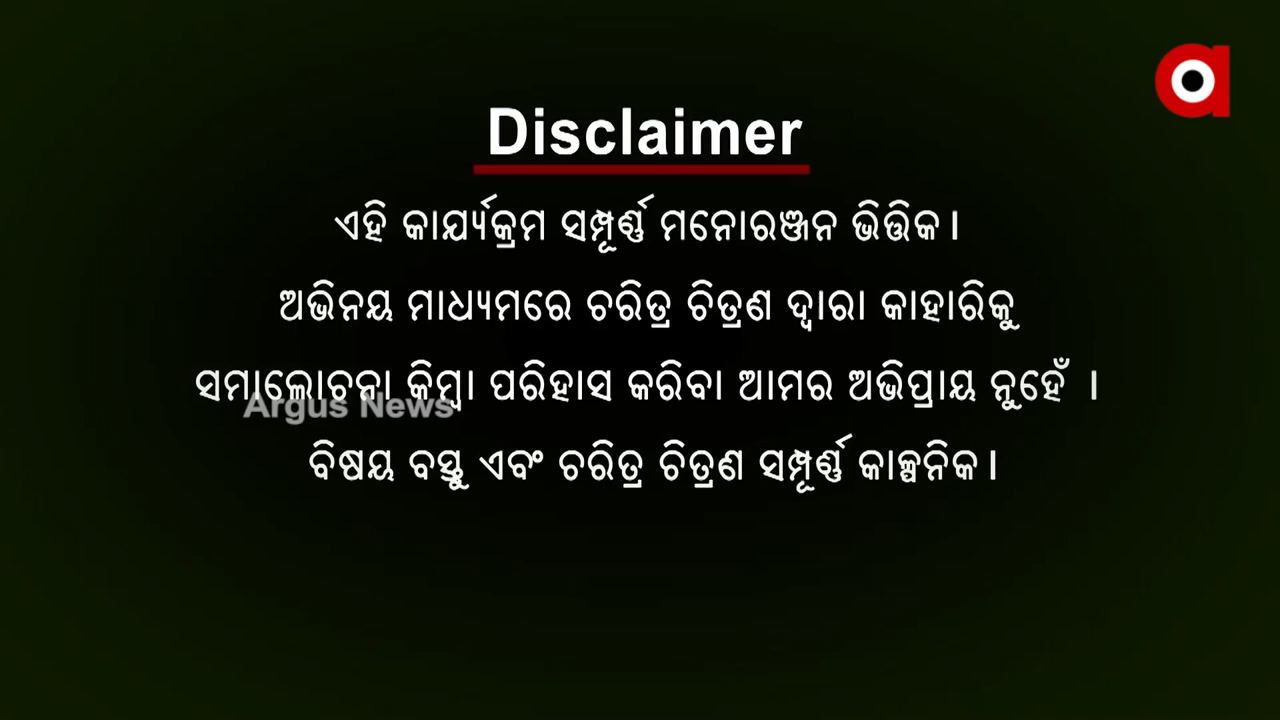 Disclaimer
ଏହି କାର୍ଯ୍ୟକ୍ରମ ସମ୍ପୂର୍ଣ୍ଣ ମନୋରଞ୍ଜନ ଭିତ୍ତିକ।
ଅଭିନୟ ମାଧ୍ୟମରେ ଚରିତ୍ର ଚିତ୍ରଣ ଦ୍ୱାରା କାହାରିକୁ
ସମାଲୋଚନା କିମ୍ବା ପରିହାସ କରିବା ଆମର ଅଭିପ୍ରାୟ ନୁହେଁ ।
Argus News
ବିଷୟ ବସ୍ତୁ ଏବଂ ଚରିତ୍ର ଚିତ୍ରଣ ସମ୍ପୂର୍ଣ୍ଣ କାଳ୍ପନିକ।